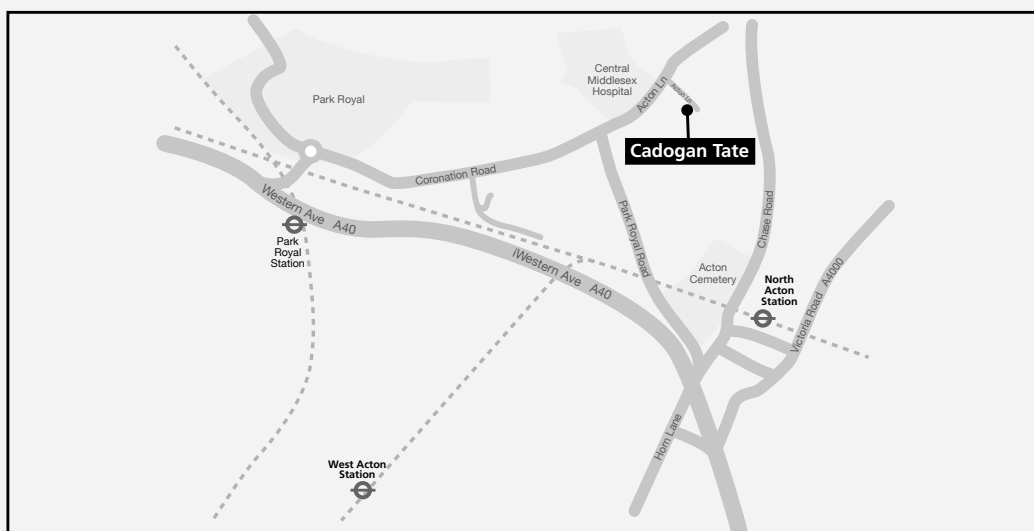 Park Royal
Central
Middlesex
Hospital
Acton Ln
Acton Ln
Cadogan Tate
Coronation Road
Western Ave A40
Park
Royal
Station
iWestern Ave A40
Park Royal Road
Chase Road
Acton
Cemetery
North
Acton
Station
Victoria Road A4000
Horn Lane
West Acton
Station